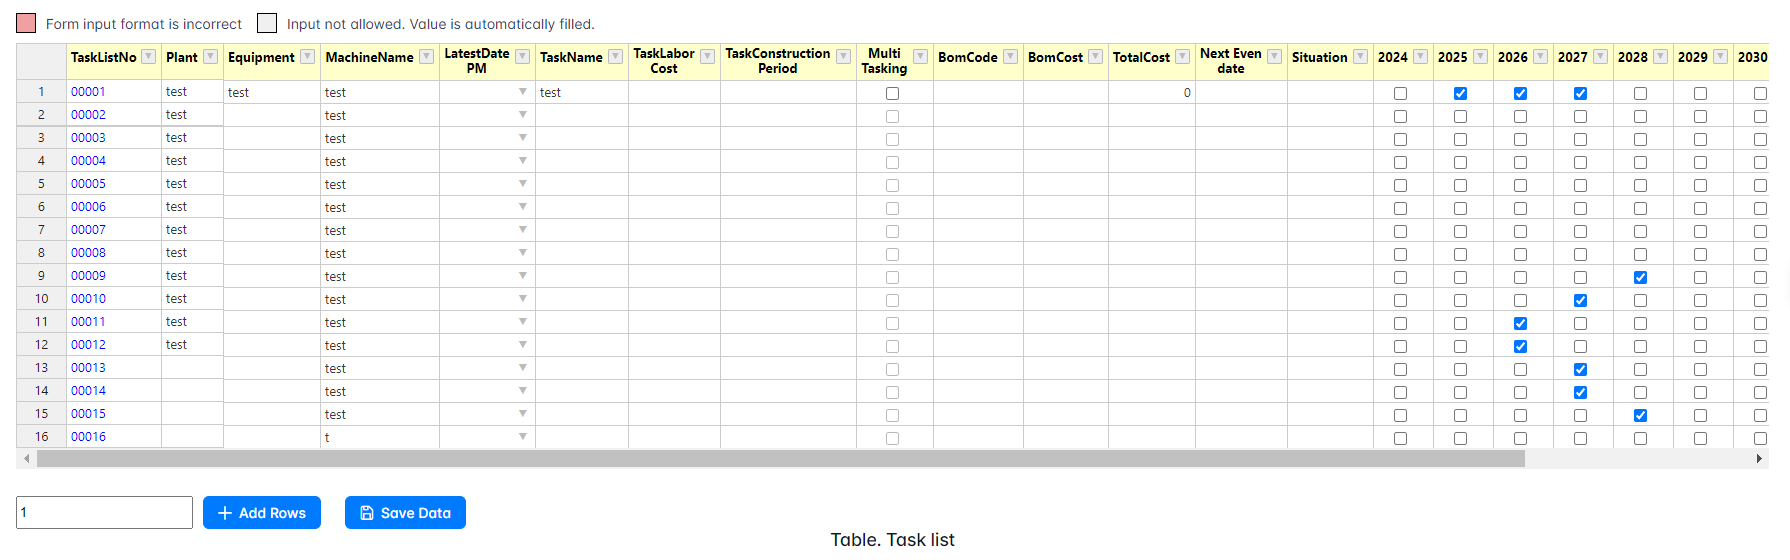 Form input format is incorrect Input not allowed. Value is automatically filled.
TaskListNo Plant Equipment MachineName LatestDate PM TaskName TaskLabor Cost TaskConstruction Period Multi Tasking BomCode BomCost TotalCost Next Even date Situation 2024 2025 2026 2027 2028 2029 2030
1 00001 test test test test 0
2 00002 test test
3 00003 test test
4 00004 test test
5 00005 test test
6 00006 test test
7 00007 test test
8 00008 test test
9 00009 test test
10 00010 test test
11 00011 test test
12 00012 test test
13 00013 test
14 00014 test
15 00015 test
16 00016 t
1 Add Rows Save Data
Table. Task list